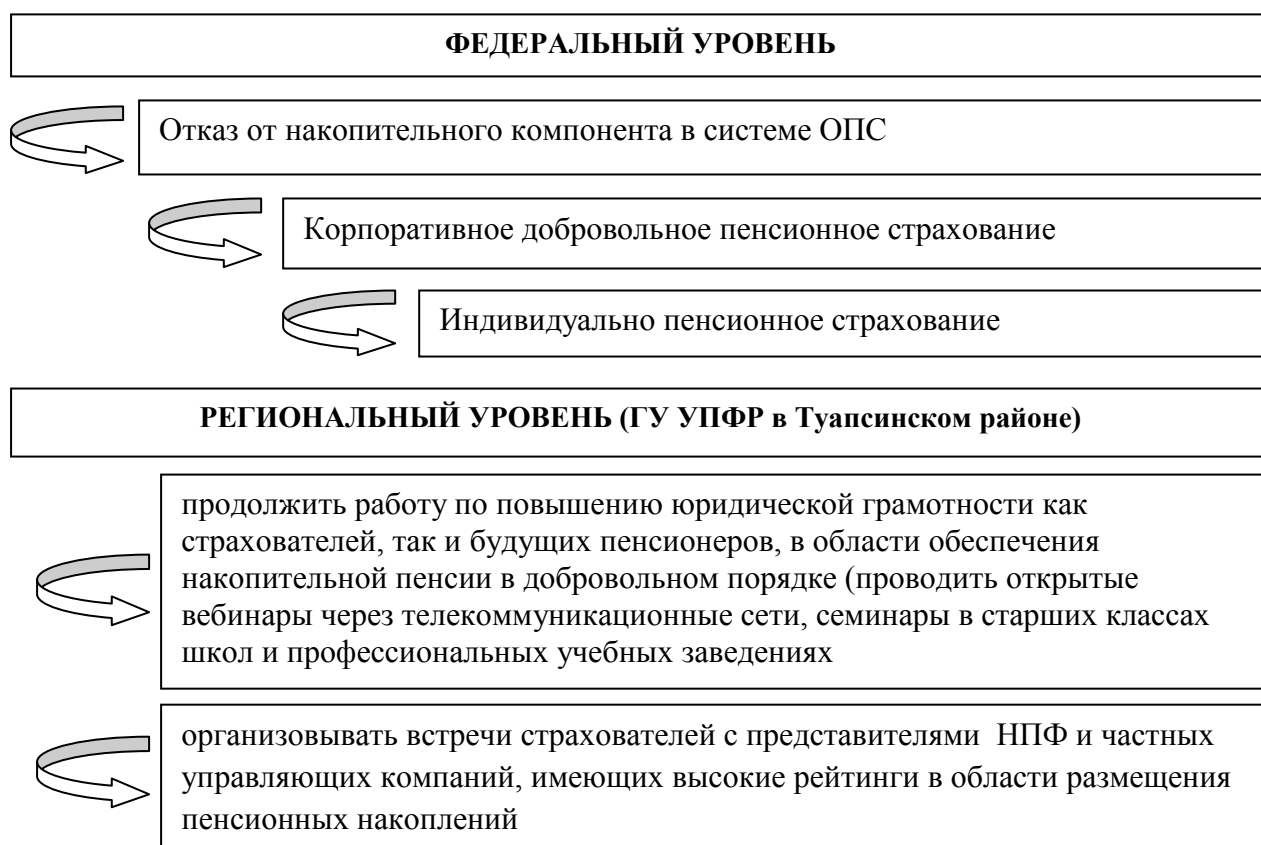 ФЕДЕРАЛЬНЫЙ УРОВЕНЬ
Отказ от накопительного компонента в системе ОПС
Корпоративное добровольное пенсионное страхование
Индивидуально пенсионное страхование
РЕГИОНАЛЬНЫЙ УРОВЕНЬ (ГУ УПФР в Туапсинском районе)
продолжить работу по повышению юридической грамотности как
страхователей, так и будущих пенсионеров, в области обеспечения
накопительной пенсии в добровольном порядке (проводить открытые
вебинары через телекоммуникационные сети, семинары в старших классах
школ и профессиональных учебных заведениях
организовывать встречи страхователей с представителями НПФ и частных
управляющих компаний, имеющих высокие рейтинги в области размещения
пенсионных накоплений